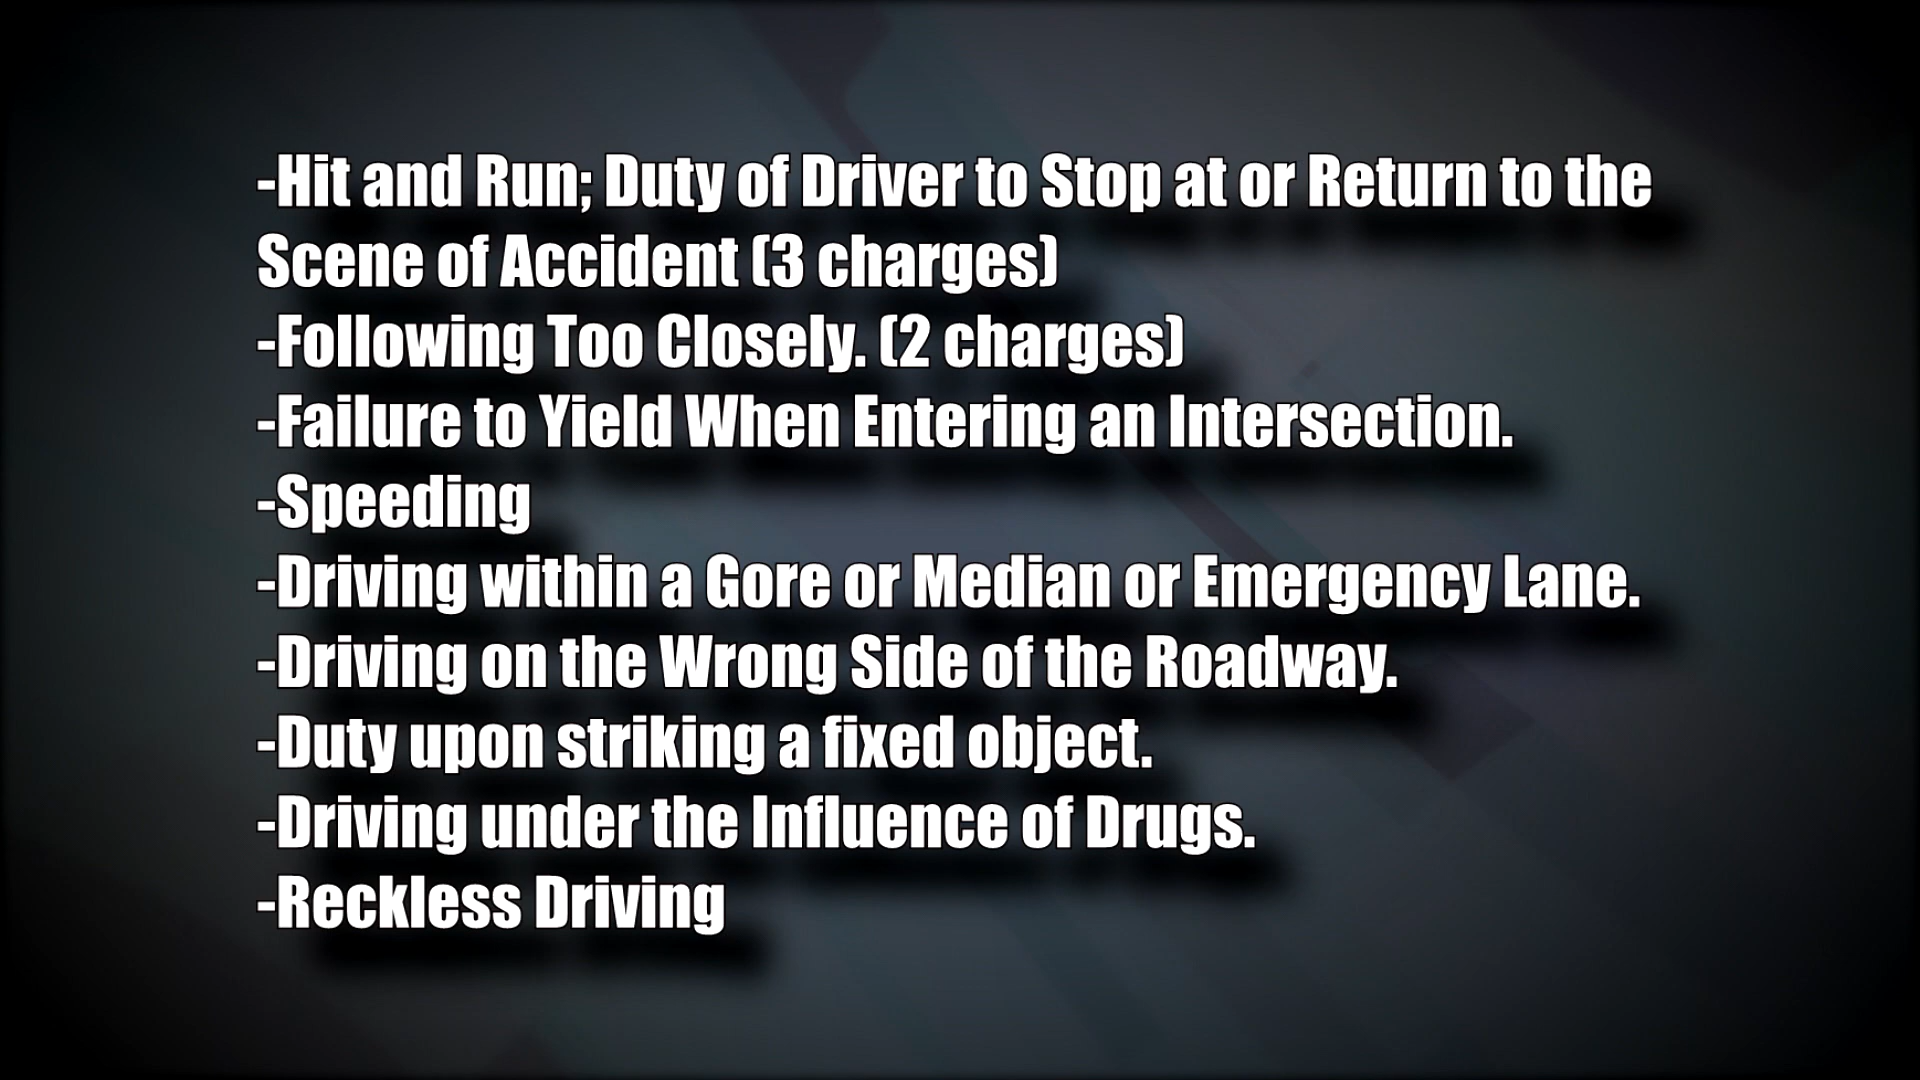 -Hit and Run; Duty of Driver to Stop at or Return to the
Scene of Accident (3 charges)
-Following Too Closely. (2 charges)
-Failure to Yield When Entering an Intersection.
-Speeding
-Driving within a Gore or Median or Emergency Lane.
-Driving on the Wrong Side of the Roadway.
-Duty upon striking a fixed object.
-Driving under the Influence of Drugs.
-Reckless Driving